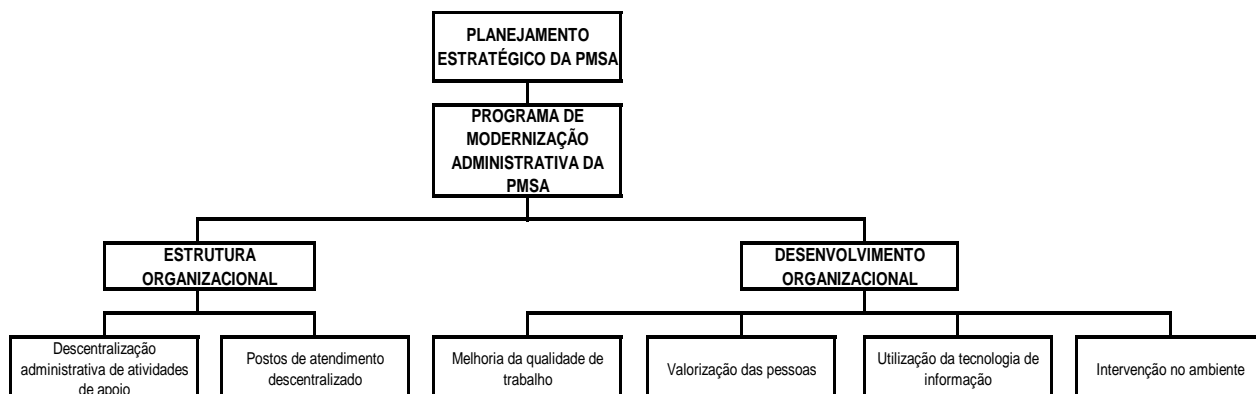 PLANEJAMENTO
ESTRATÉGICO DA PMSA
PROGRAMA DE
MODERNIZAÇÃO
ADMINISTRATIVA DA
PMSA
ESTRUTURA
ORGANIZACIONAL
DESENVOLVIMENTO
ORGANIZACIONAL
Descentralização
administrativa de atividades
de apoio
Postos de atendimento
descentralizado
Melhoria da qualidade de
trabalho
Valorização das pessoas
Utilização da tecnologia de
informação
Intervenção no ambiente